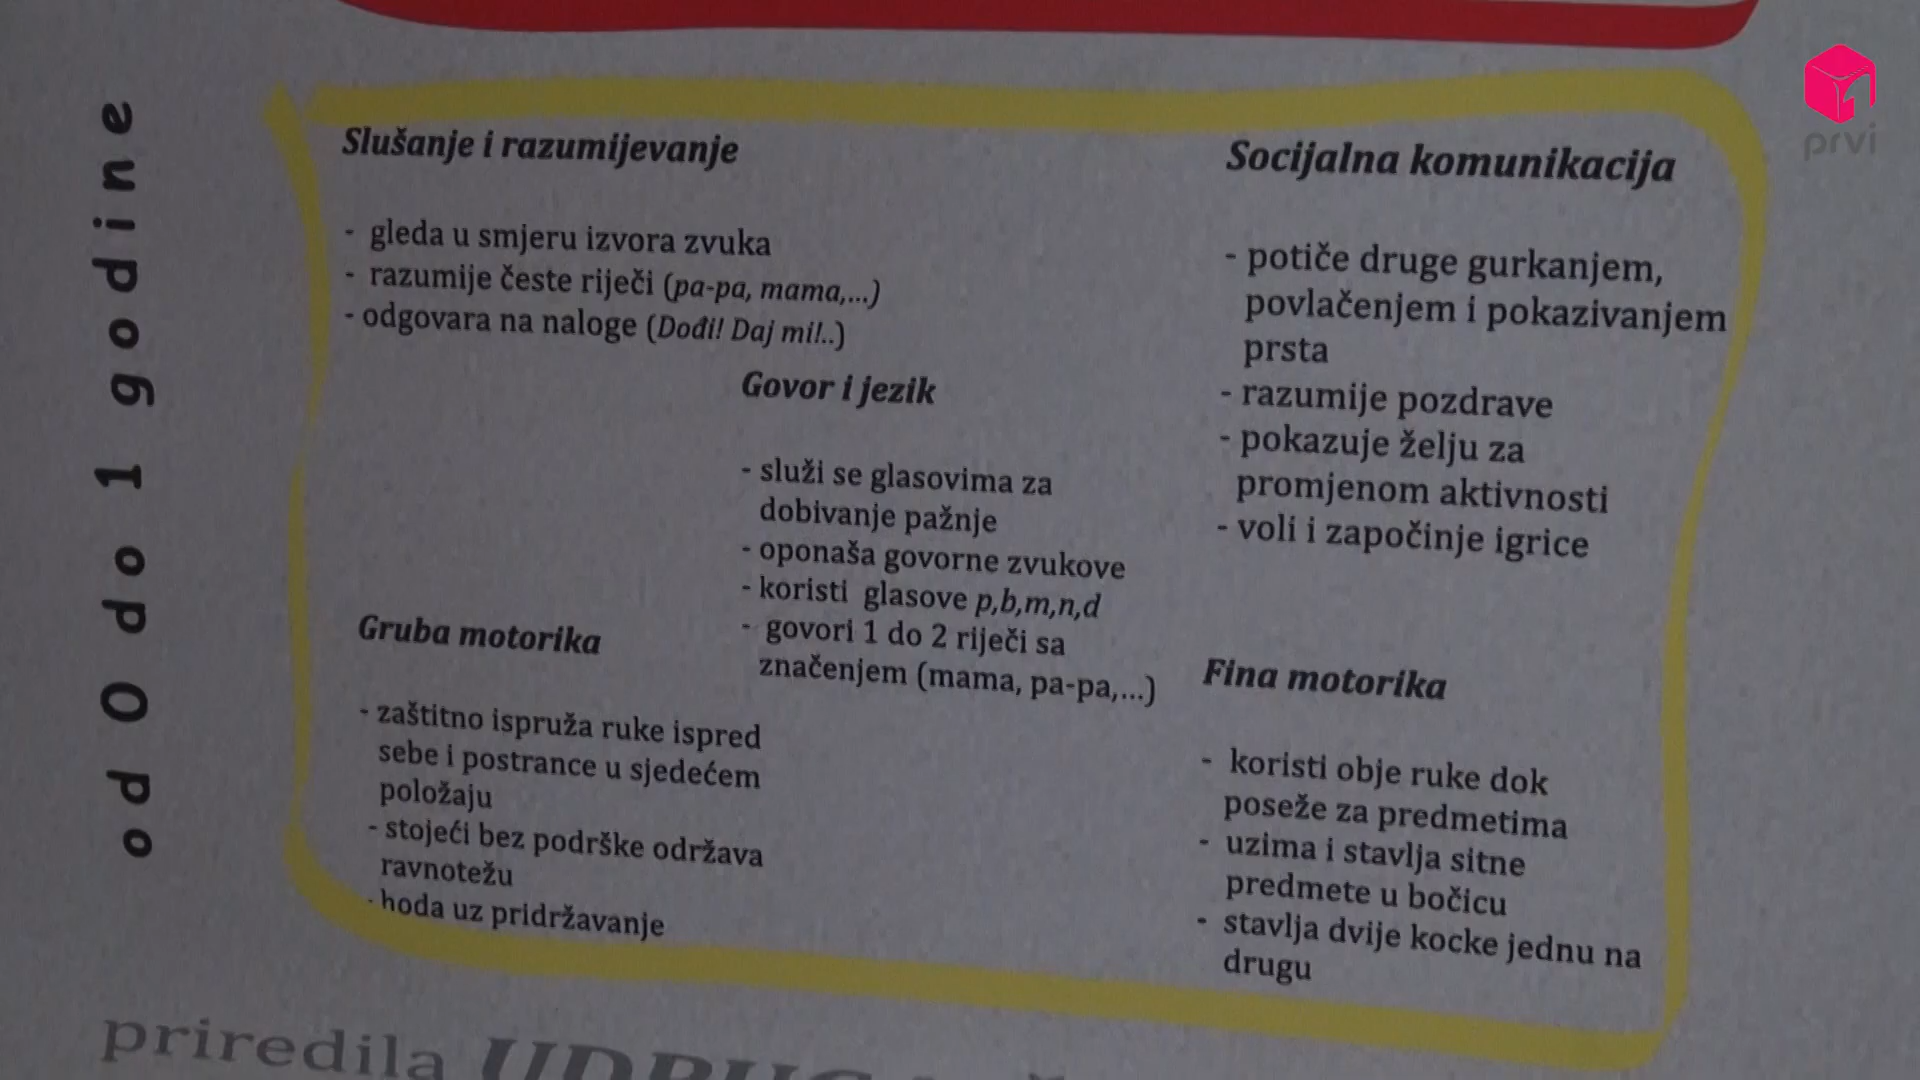 prvi
od 0 do 1 godine
Slušanje i razumijevanje
- gleda u smjeru izvora zvuka
- razumije česte riječi (pa-pa, mama,...)
- odgovara na naloge (Dođi! Daj mi!..)
Govor i jezik
- služi se glasovima za
dobivanje pažnje
- oponaša govorne zvukove
- koristi glasove p,b,m,n,d
- govori 1 do 2 riječi sa
značenjem (mama, pa-pa,...)
Socijalna komunikacija
- potiče druge gurkanjem,
povlačenjem i pokazivanjem
prsta
- razumije pozdrave
- pokazuje želju za
promjenom aktivnosti
- voli i započinje igrice
Gruba motorika
- zaštitno ispruža ruke ispred
sebe i postrance u sjedećem
položaju
- stojeći bez podrške održava
ravnotežu
- hoda uz pridržavanje
Fina motorika
- koristi obje ruke dok
poseže za predmetima
- uzima i stavlja sitne
predmete u bočicu
- stavlja dvije kocke jednu na
drugu
priredila